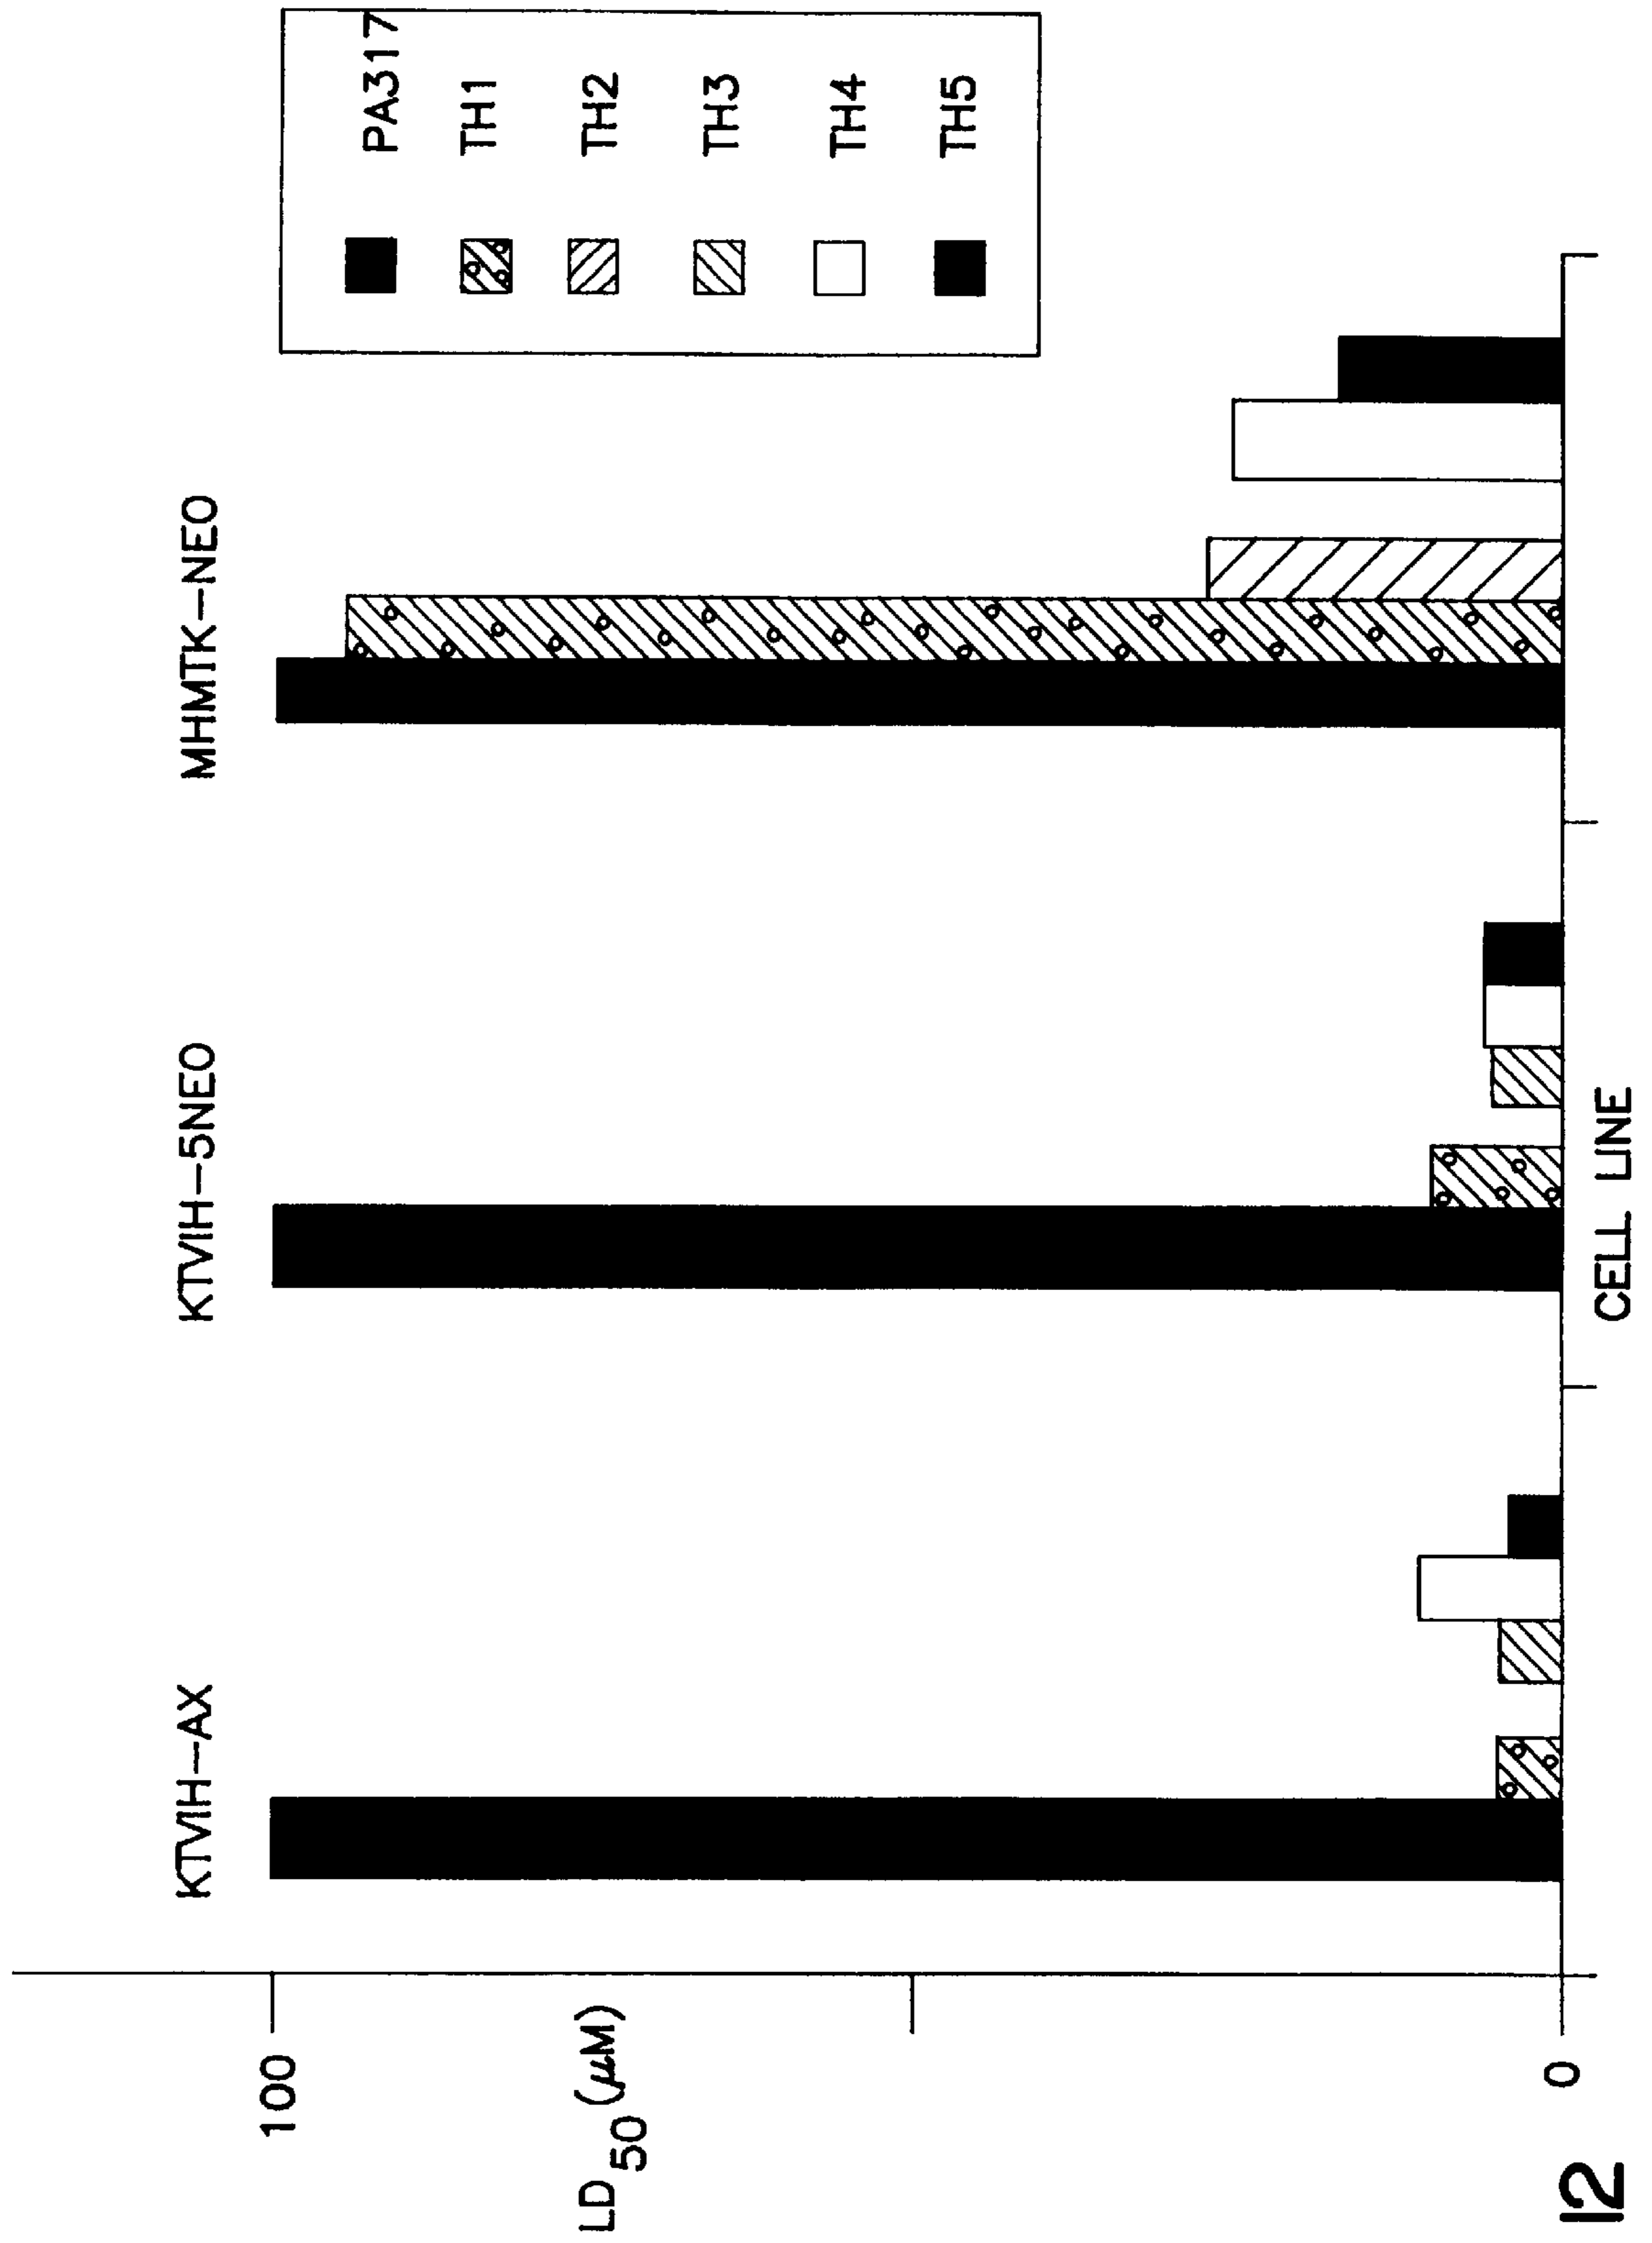 KTVIH-AX
KTVIH-5NEO
MHMTK-NEO
PA317
TH1
TH2
TH3
TH4
TH5
100
LD50 (µM)
0
CELL LINE
12